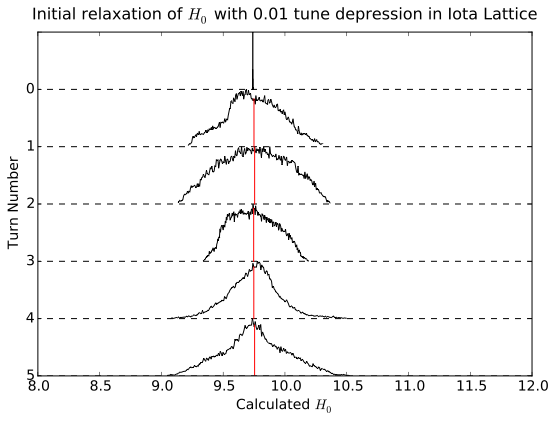 Initial relaxation of H₀ with 0.01 tune depression in Iota Lattice
Turn Number
0
1
2
3
4
5
8.0 8.5 9.0 9.5 10.0 10.5 11.0 11.5 12.0
Calculated H₀